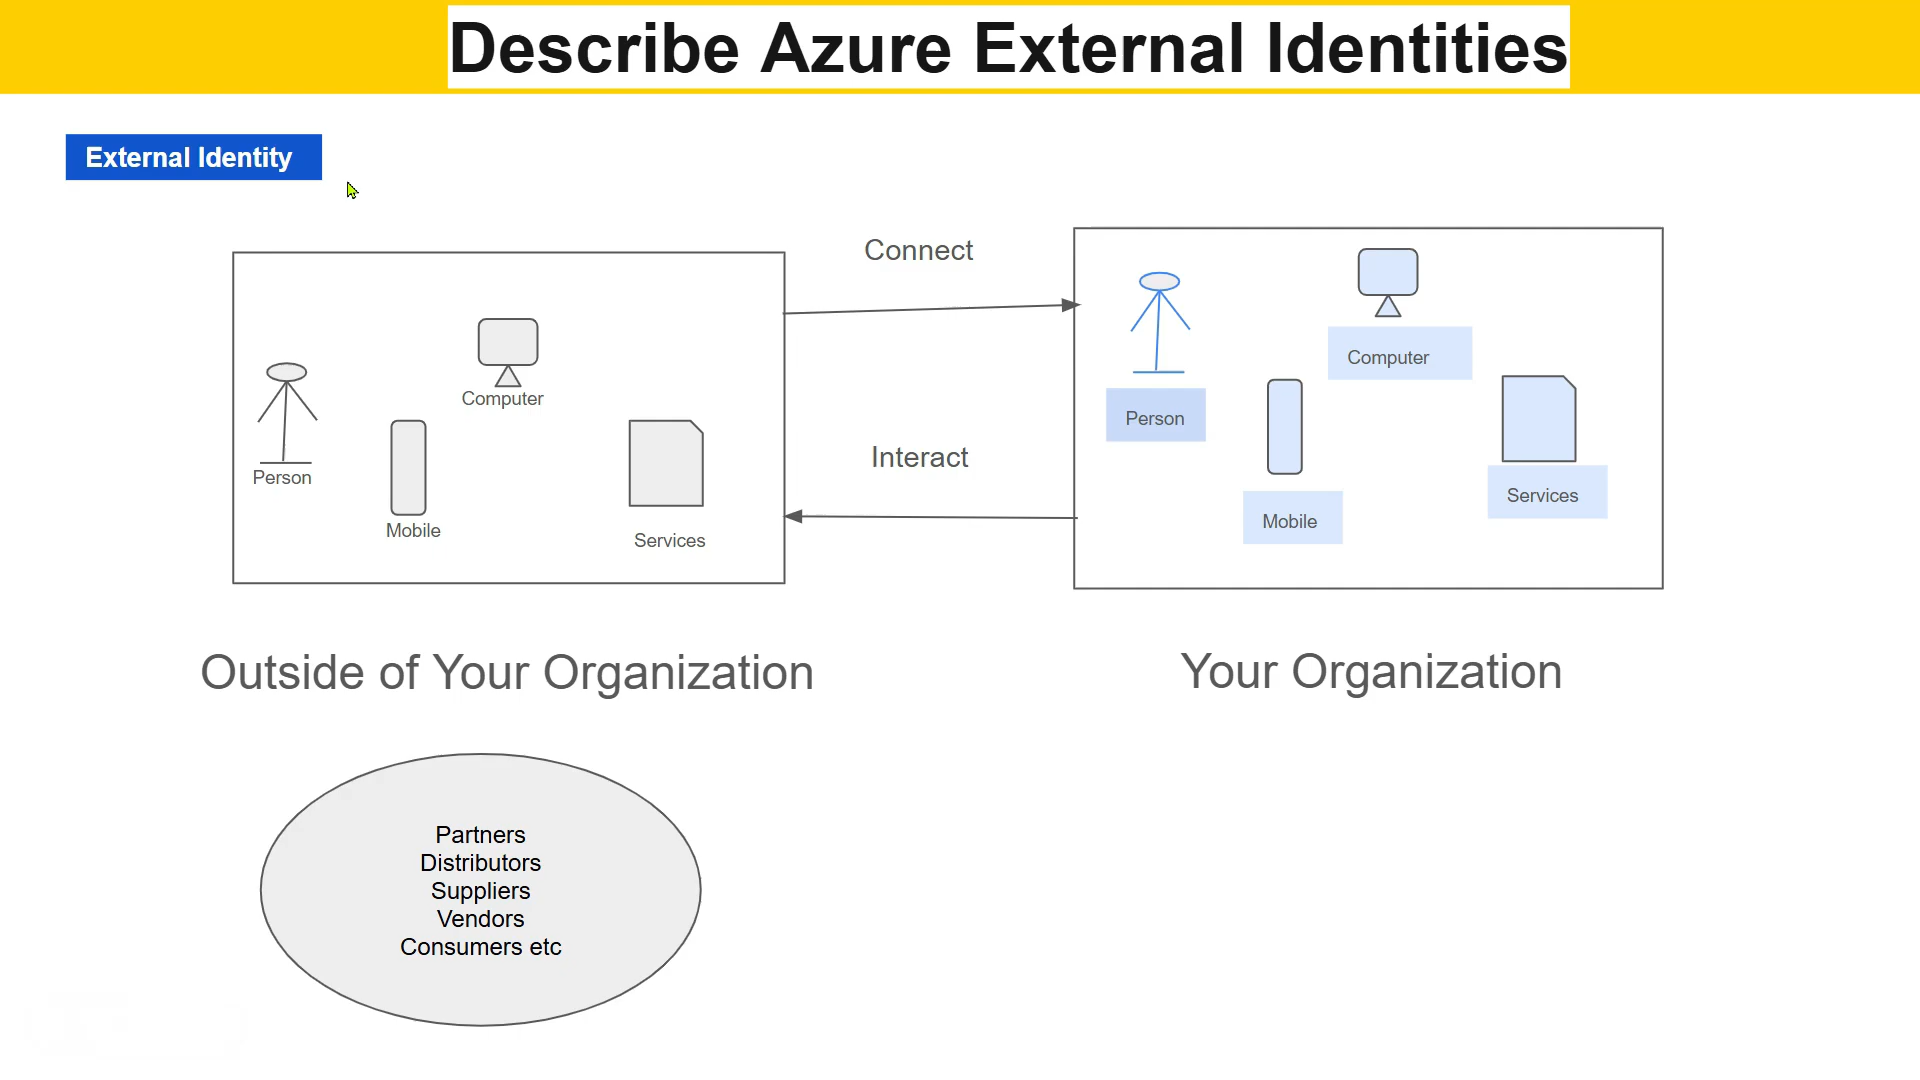 Describe Azure External Identities
External Identity
Connect
Interact
Person
Mobile
Computer
Services
Person
Mobile
Computer
Services
Outside of Your Organization
Your Organization
Partners
Distributors
Suppliers
Vendors
Consumers etc